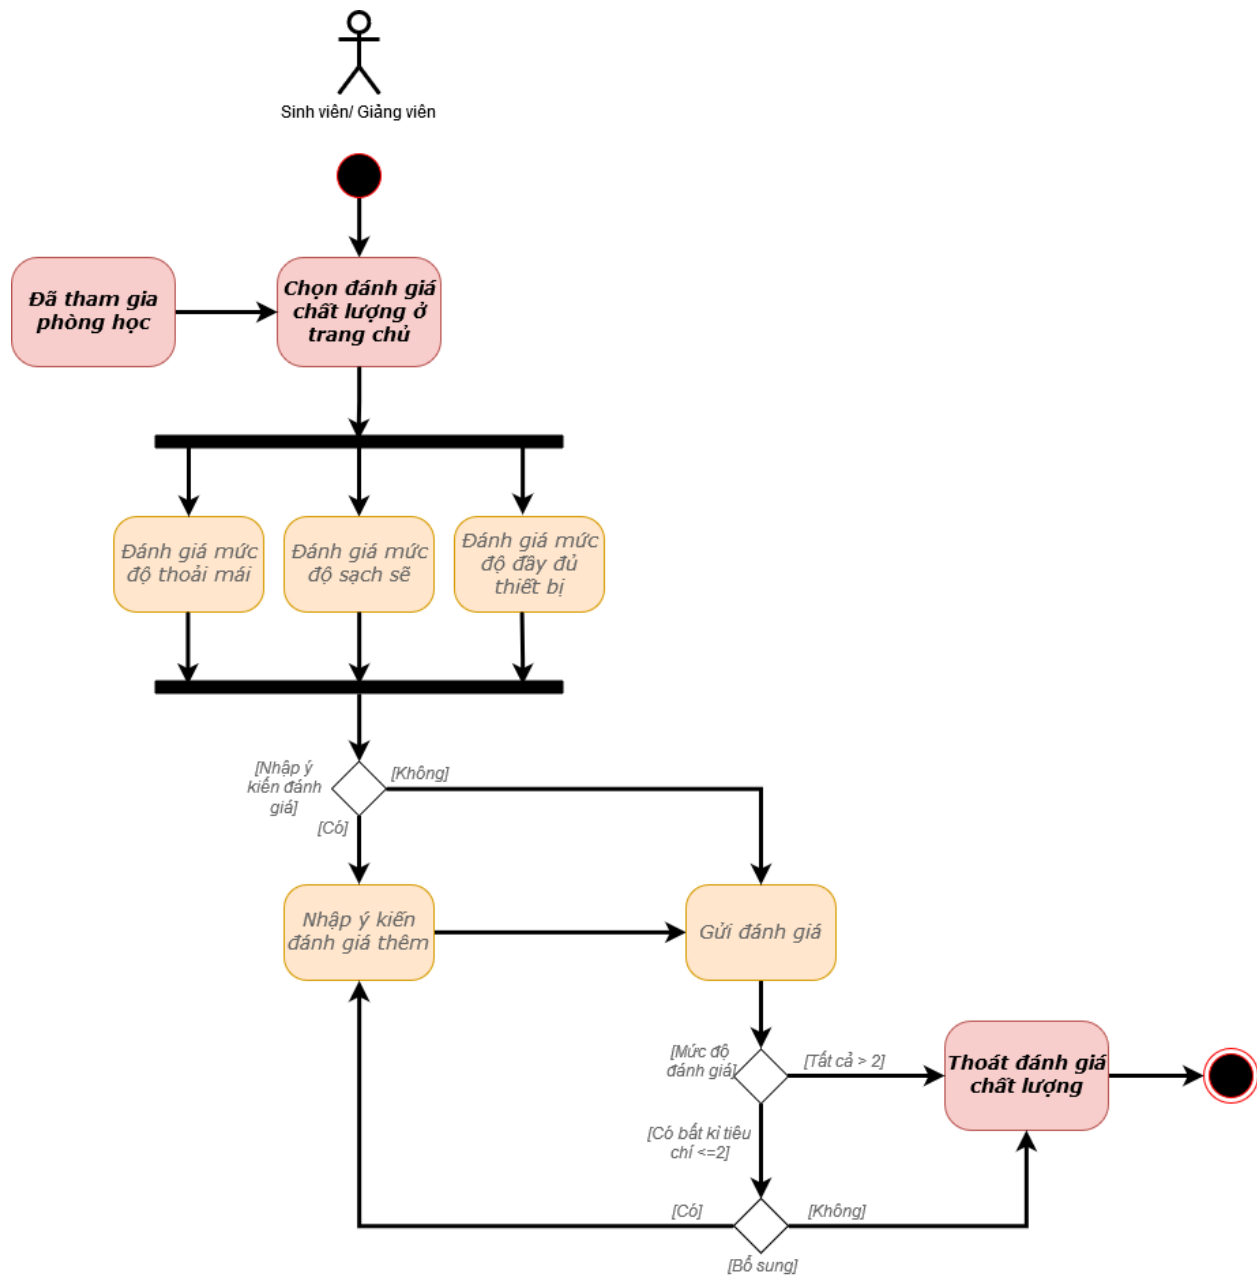 Sinh viên/ Giảng viên
Đã tham gia
phòng học
Chọn đánh giá
chất lượng ở
trang chủ
Đánh giá mức
độ thoải mái
Đánh giá mức
độ sạch sẽ
Đánh giá mức
độ đầy đủ
thiết bị
[Nhập ý
kiến đánh
giá]
[Không]
[Có]
Nhập ý kiến
đánh giá thêm
Gửi đánh giá
[Mức độ
đánh giá]
[Tất cả > 2]
Thoát đánh giá
chất lượng
[Có bất kì tiêu
chí <=2]
[Có]
[Không]
[Bổ sung]